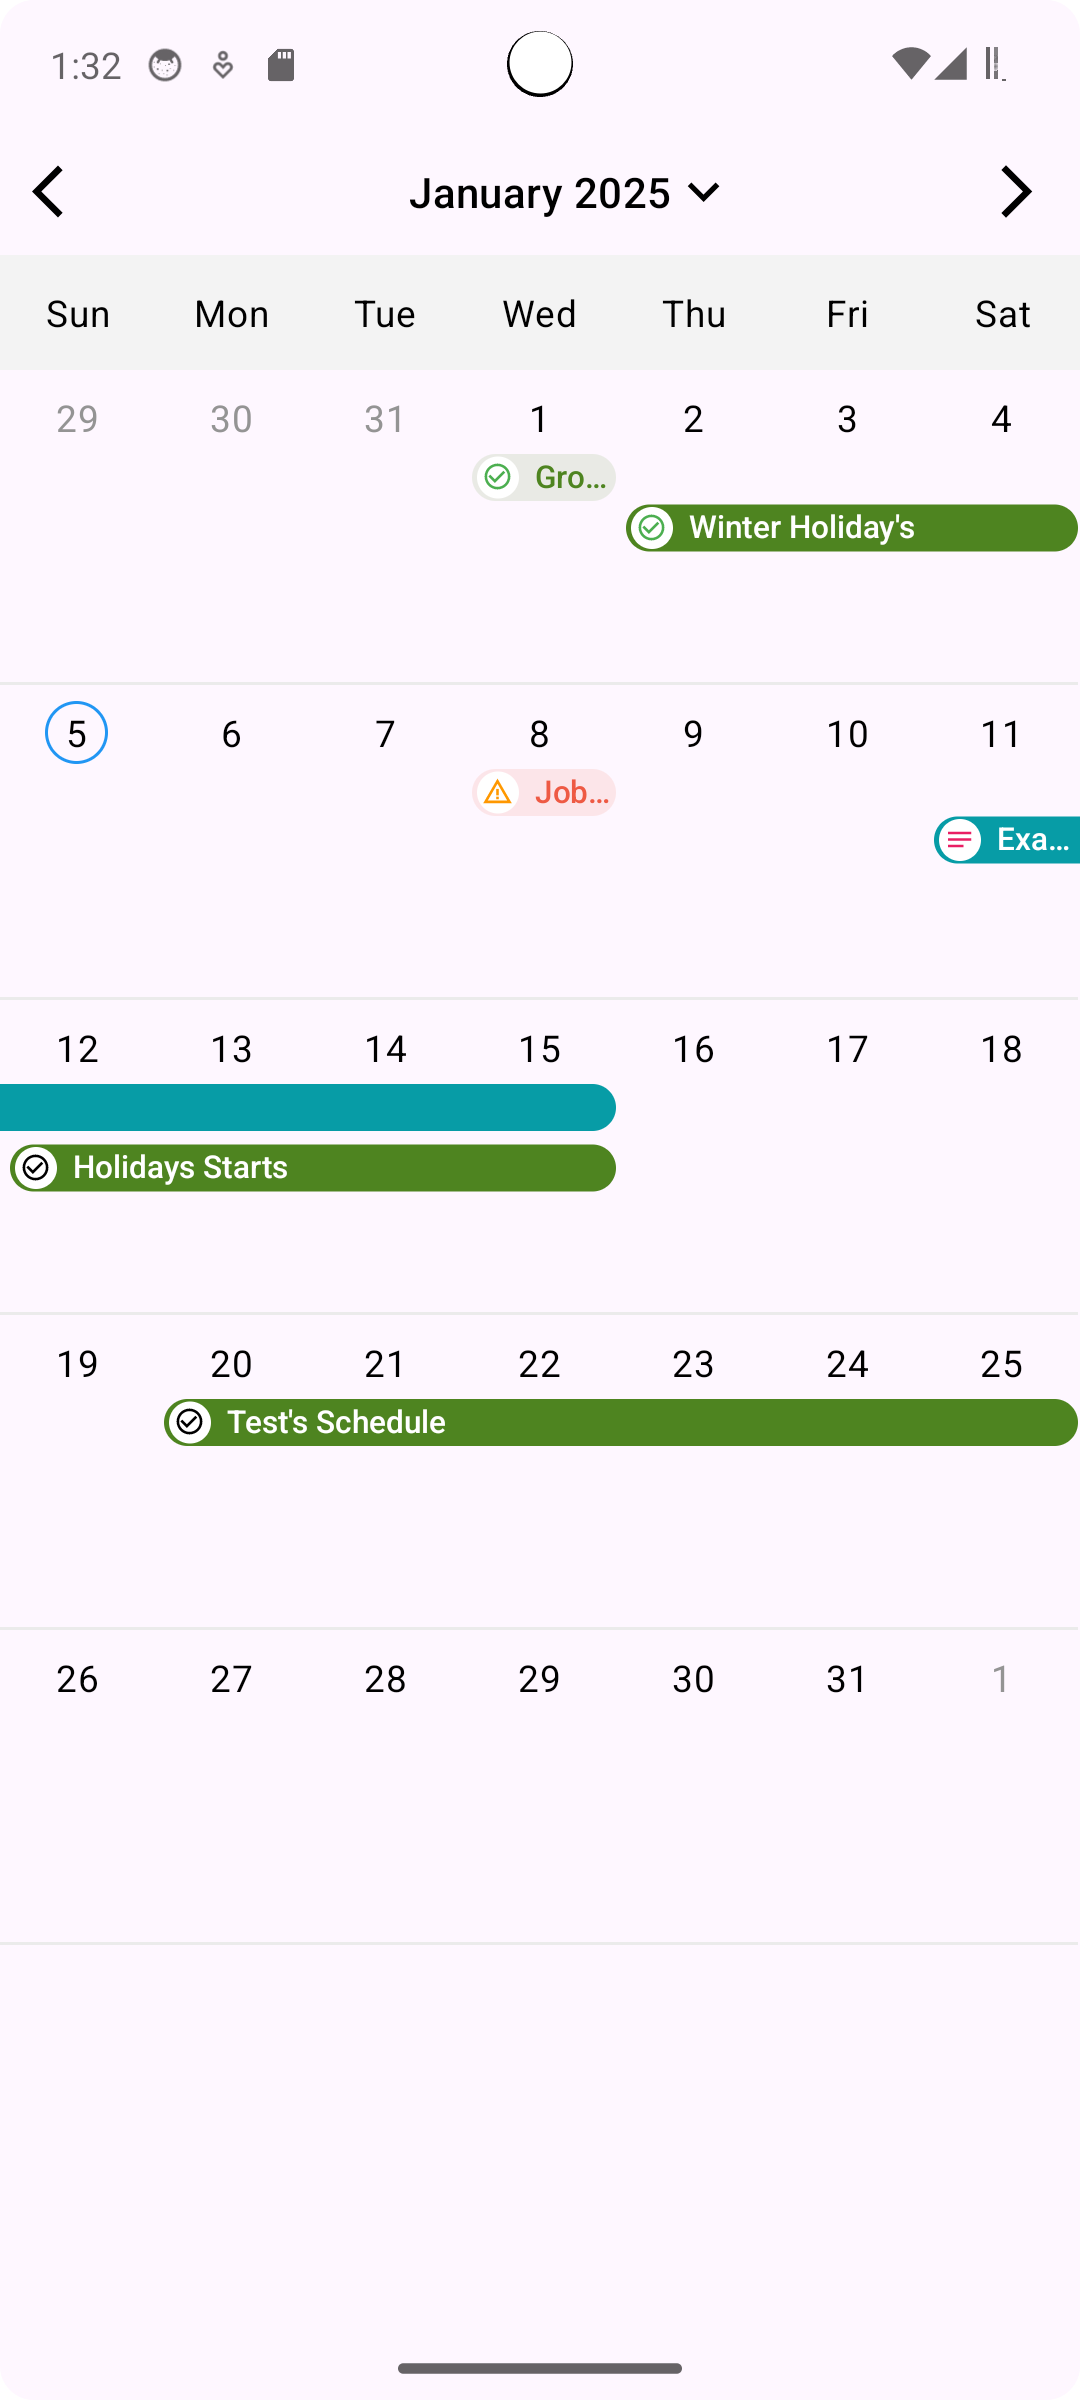 1:32
January 2025
Sun Mon Tue Wed Thu Fri Sat
29 30 31 1 2 3 4
Gro...
Winter Holiday's
5 6 7 8 9 10 11
Job...
Exa...
12 13 14 15 16 17 18
Holidays Starts
19 20 21 22 23 24 25
Test's Schedule
26 27 28 29 30 31 1